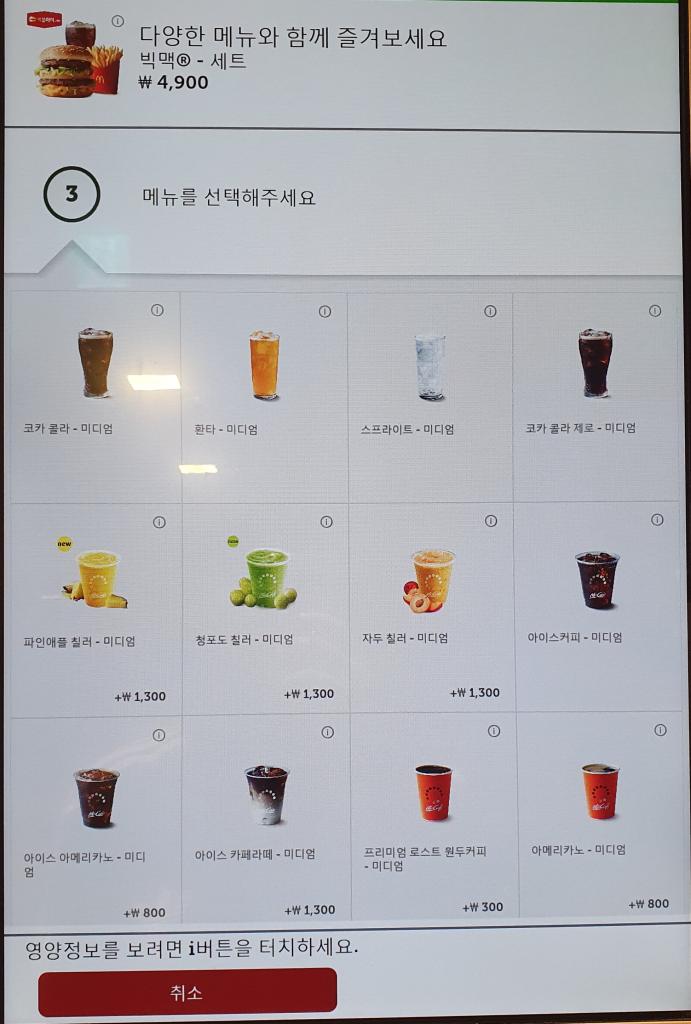 다양한 메뉴와 함께 즐겨보세요
빅맥® - 세트
₩ 4,900
3
메뉴를 선택해주세요
코카 콜라 - 미디엄
환타 - 미디엄
스프라이트 - 미디엄
코카 콜라 제로 - 미디엄
new
파인애플 칠러 - 미디엄
+₩ 1,300
new
청포도 칠러 - 미디엄
+₩ 1,300
자두 칠러 - 미디엄
+₩ 1,300
아이스커피 - 미디엄
아이스 아메리카노 - 미디
엄
+₩ 800
아이스 카페라떼 - 미디엄
+₩ 1,300
프리미엄 로스트 원두커피
- 미디엄
+₩ 300
아메리카노 - 미디엄
+₩ 800
영양정보를 보려면 i버튼을 터치하세요.
취소